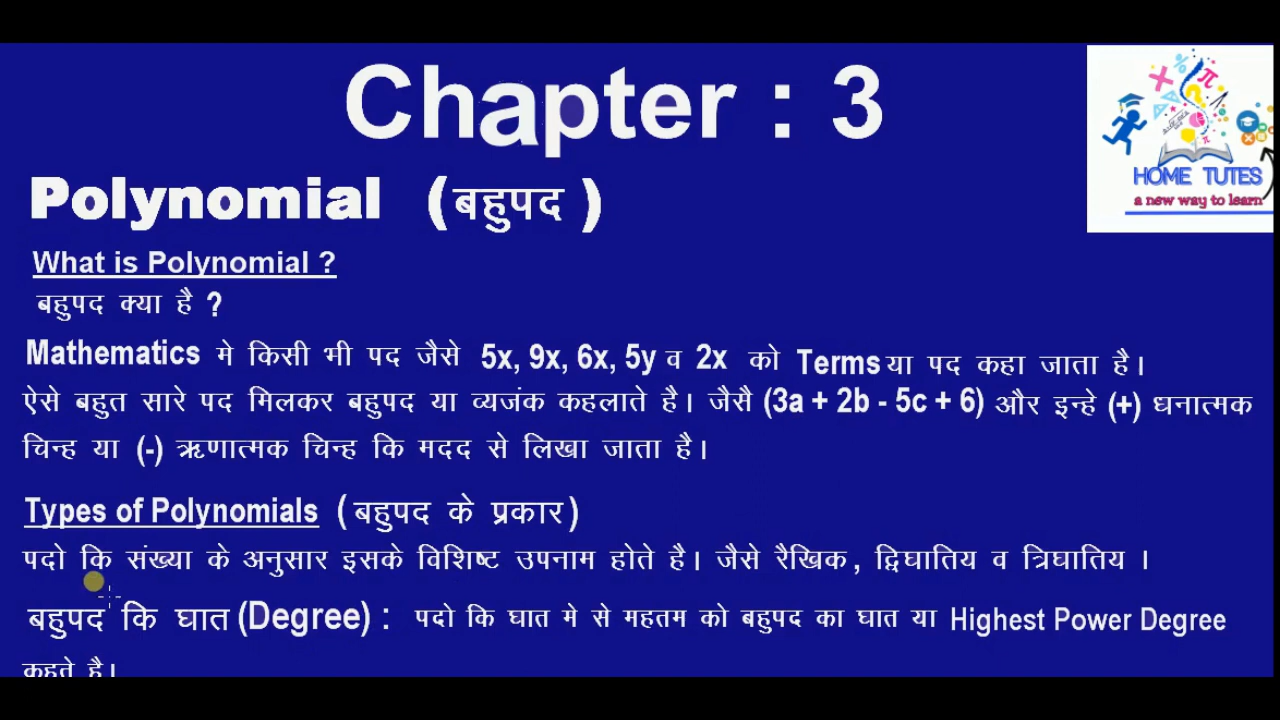 Chapter : 3
HOME TUTES
a new way to learn
Polynomial (बहुपद )
What is Polynomial ?
बहुपद क्या है ?
Mathematics मे किसी भी पद जैसे 5x, 9x, 6x, 5y व 2x को Terms या पद कहा जाता है।
ऐसे बहुत सारे पद मिलकर बहुपद या व्यजंक कहलाते है। जैसै (3a + 2b - 5c + 6) और इन्हे (+) धनात्मक
चिन्ह या (-) ऋणात्मक चिन्ह कि मदद से लिखा जाता है।
Types of Polynomials (बहुपद के प्रकार)
पदो कि संख्या के अनुसार इसके विशिष्ट उपनाम होते है। जैसे रैखिक, द्विघातिय व त्रिघातिय ।
बहुपद कि घात (Degree) : पदो कि घात मे से महतम को बहुपद का घात या Highest Power Degree
कहते है।